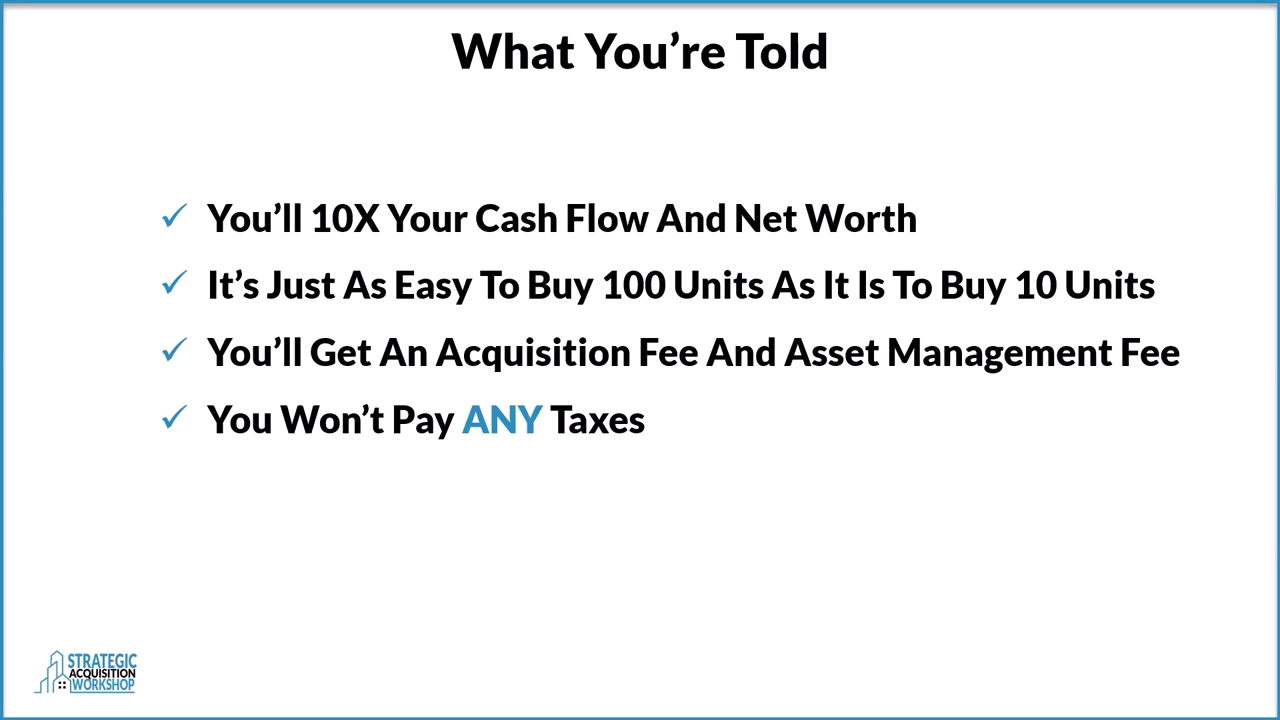 What You’re Told
You’ll 10X Your Cash Flow And Net Worth
It’s Just As Easy To Buy 100 Units As It Is To Buy 10 Units
You’ll Get An Acquisition Fee And Asset Management Fee
You Won’t Pay ANY Taxes
STRATEGIC
ACQUISITION
WORKSHOP